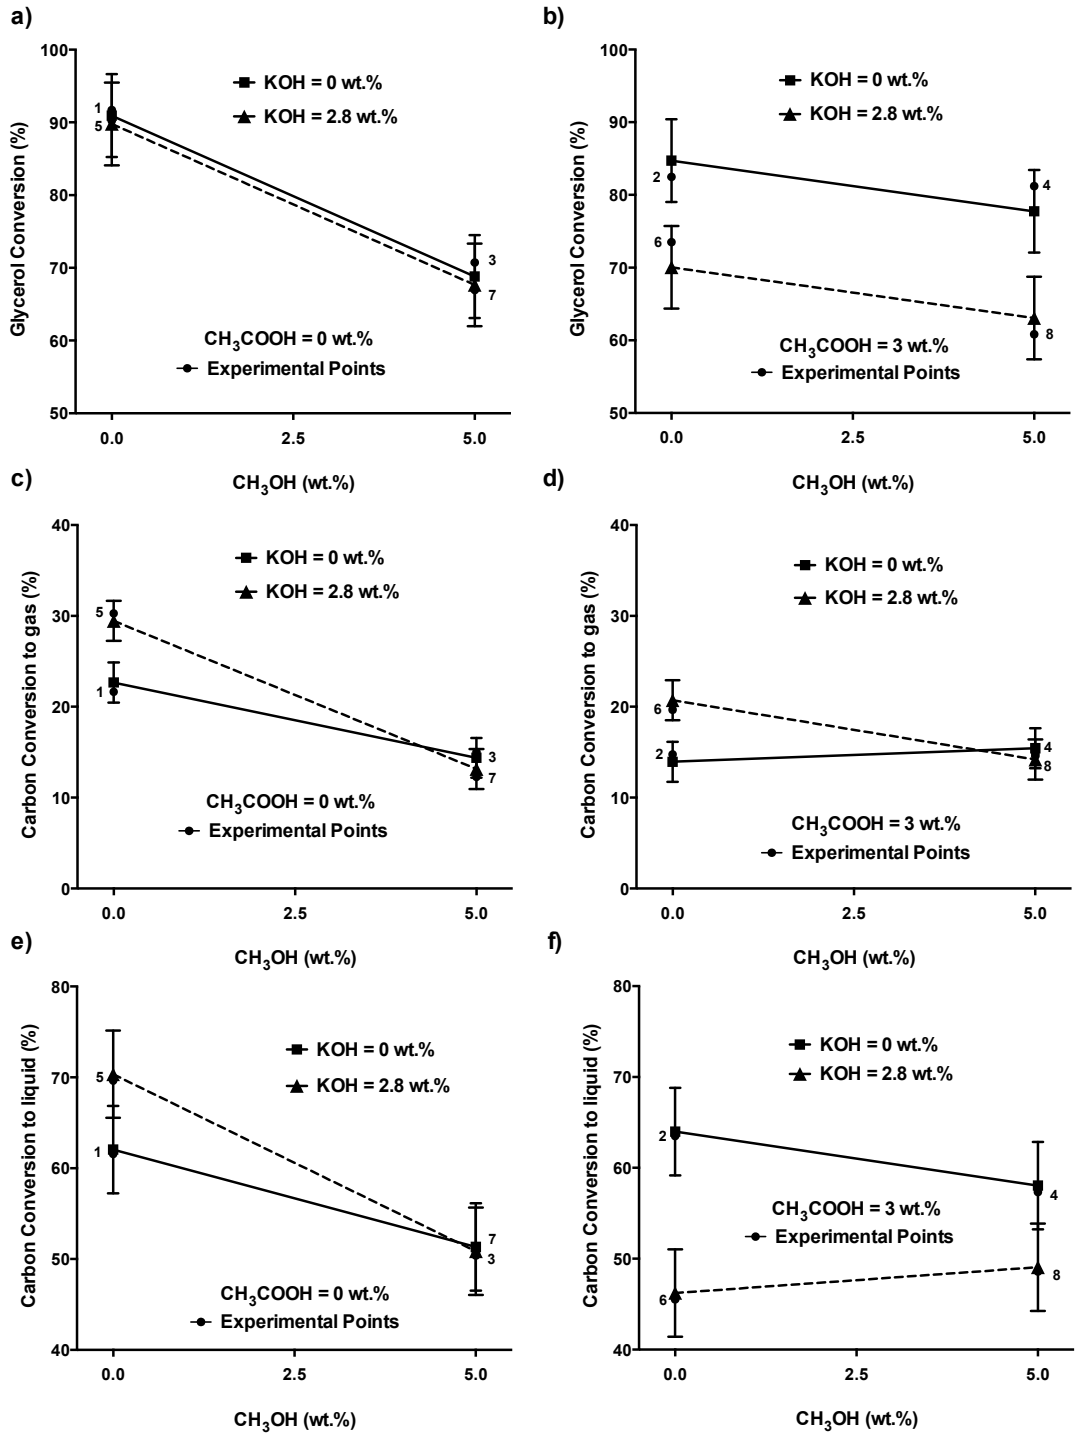 a)
100
90
80
70
60
50
Glycerol Conversion (%)
KOH = 0 wt.%
KOH = 2.8 wt.%
1
5
3
7
CH3COOH = 0 wt.%
Experimental Points
0.0 2.5 5.0
CH3OH (wt.%)
b)
100
90
80
70
60
50
Glycerol Conversion (%)
KOH = 0 wt.%
KOH = 2.8 wt.%
2
6
4
8
CH3COOH = 3 wt.%
Experimental Points
0.0 2.5 5.0
CH3OH (wt.%)
c)
40
30
20
10
0
Carbon Conversion to gas (%)
KOH = 0 wt.%
KOH = 2.8 wt.%
5
1
3
7
CH3COOH = 0 wt.%
Experimental Points
0.0 2.5 5.0
CH3OH (wt.%)
d)
40
30
20
10
0
Carbon Conversion to gas (%)
KOH = 0 wt.%
KOH = 2.8 wt.%
6
2
4
8
CH3COOH = 3 wt.%
Experimental Points
0.0 2.5 5.0
CH3OH (wt.%)
e)
80
70
60
50
40
Carbon Conversion to liquid (%)
KOH = 0 wt.%
KOH = 2.8 wt.%
5
1
7
3
CH3COOH = 0 wt.%
Experimental Points
0.0 2.5 5.0
CH3OH (wt.%)
f)
80
70
60
50
40
Carbon Conversion to liquid (%)
KOH = 0 wt.%
KOH = 2.8 wt.%
2
4
CH3COOH = 3 wt.%
Experimental Points
6
8
0.0 2.5 5.0
CH3OH (wt.%)